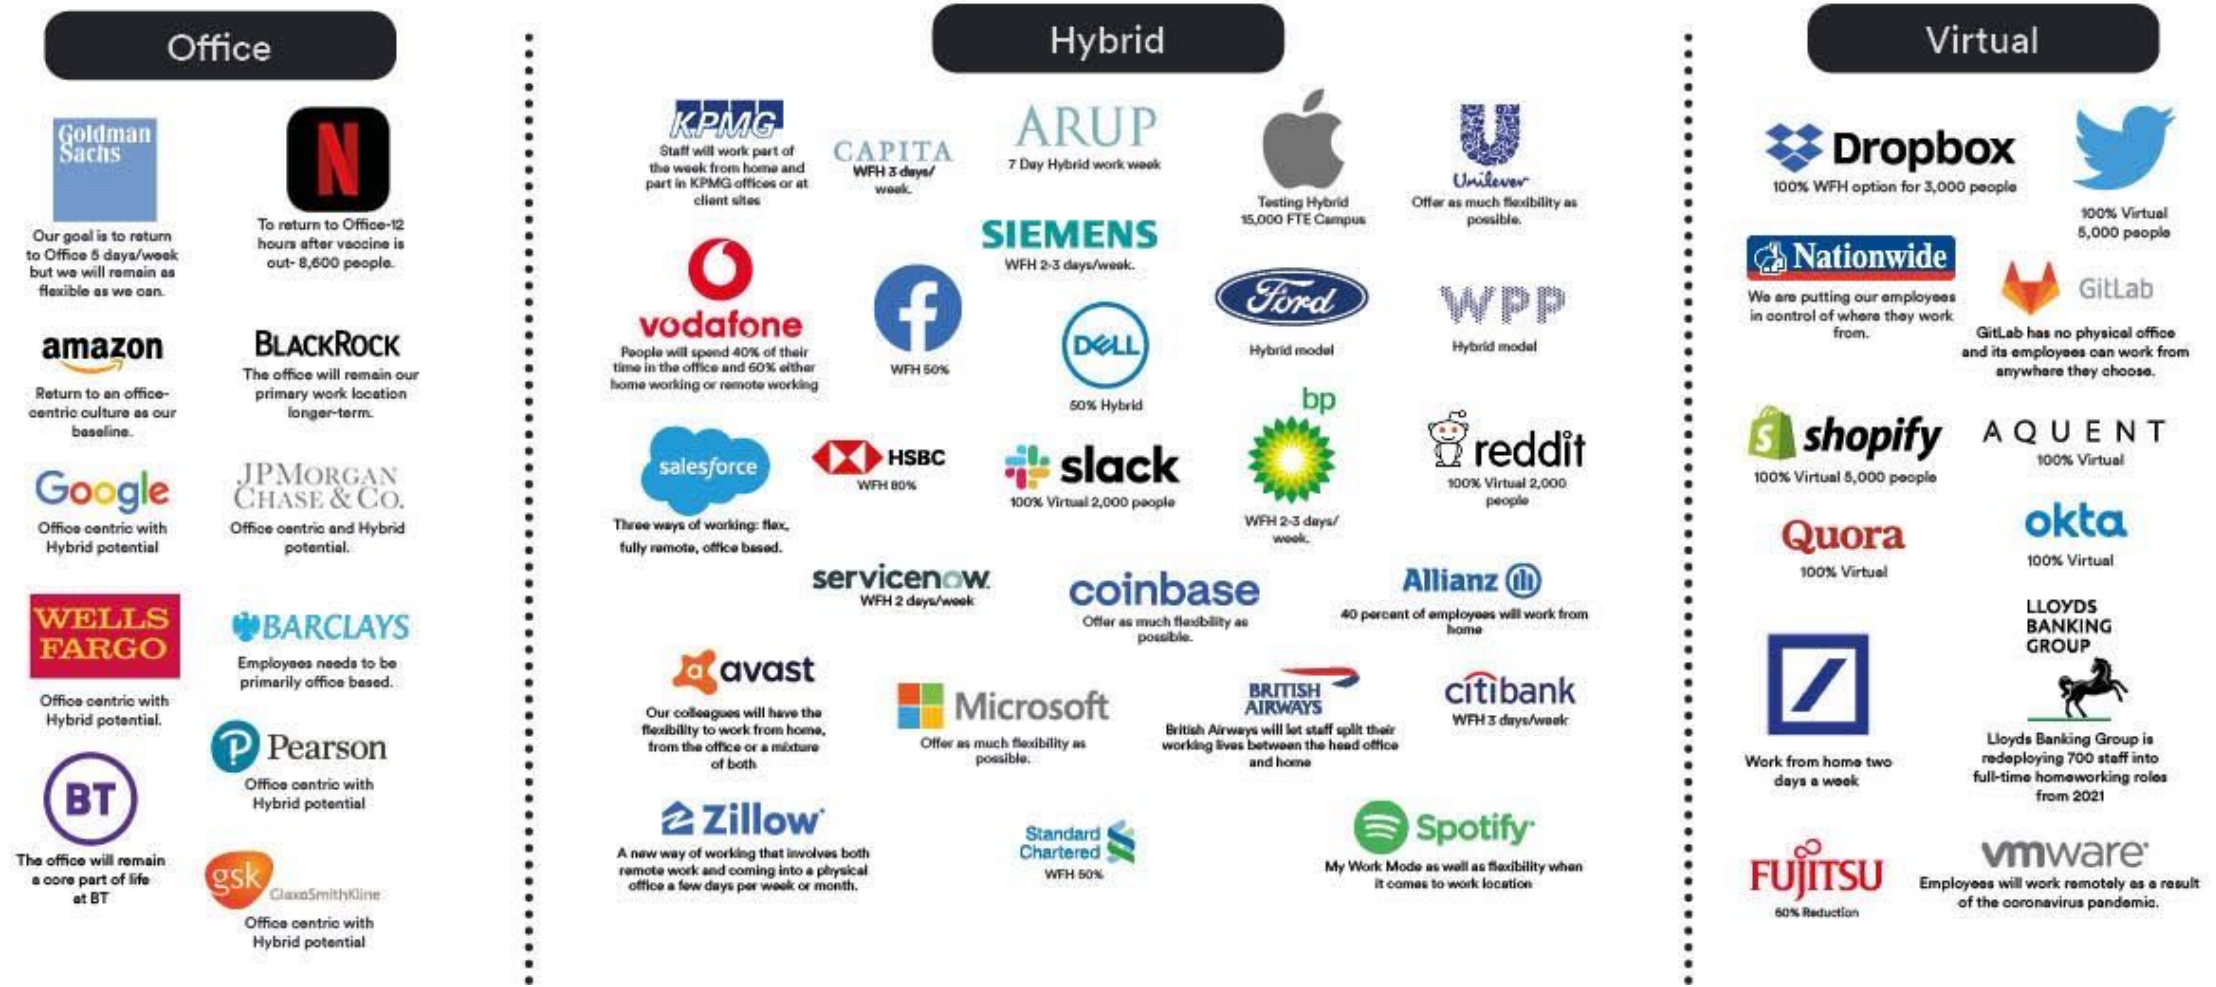 Office
Goldman
Sachs
Our goal is to return
to Office 5 days/week
but we will remain as
flexible as we can.
N
To return to Office-12
hours after vaccine is
out- 8,600 people.
amazon
Return to an office-
centric culture as our
baseline.
BLACKROCK
The office will remain our
primary work location
longer-term.
Google
Office centric with
Hybrid potential
JPMORGAN
CHASE & CO.
Office centric and Hybrid
potential.
WELLS
FARGO
Office centric with
Hybrid potential.
BARCLAYS
Employees needs to be
primarily office based.
BT
The office will remain
a core part of life
at BT
P Pearson
Office centric with
Hybrid potential
gsk
GlaxoSmithKline
Office centric with
Hybrid potential
Hybrid
KPMG
Staff will work part of
the week from home and
part in KPMG offices or at
client sites
CAPITA
WFH 3 days/
week.
ARUP
7 Day Hybrid work week
Testing Hybrid
15,000 FTE Campus
Unilever
Offer as much flexibility as
possible.
vodafone
People will spend 40% of their
time in the office and 60% either
home working or remote working
f
WFH 50%
SIEMENS
WFH 2-3 days/week.
DELL
50% Hybrid
Ford
Hybrid model
WPP
Hybrid model
salesforce
Three ways of working: flex,
fully remote, office based.
HSBC
WFH 80%
slack
100% Virtual 2,000 people
bp
WFH 2-3 days/
week.
reddit
100% Virtual 2,000
people
servicenow
WFH 2 days/week
coinbase
Offer as much flexibility as
possible.
Allianz
40 percent of employees will work from
home
a avast
Our colleagues will have the
flexibility to work from home,
from the office or a mixture
of both
Microsoft
Offer as much flexibility as
possible.
BRITISH
AIRWAYS
British Airways will let staff split their
working lives between the head office
and home
citibank
WFH 3 days/week
Zillow
A new way of working that involves both
remote work and coming into a physical
office a few days per week or month.
Standard
Chartered
WFH 50%
Spotify
My Work Mode as well as flexibility when
it comes to work location
Virtual
Dropbox
100% WFH option for 3,000 people
100% Virtual
5,000 people
Nationwide
We are putting our employees
in control of where they work
from.
GitLab
GitLab has no physical office
and its employees can work from
anywhere they choose.
shopify
100% Virtual 5,000 people
AQUENT
100% Virtual
Quora
100% Virtual
okta
100% Virtual
Work from home two
days a week
LLOYDS
BANKING
GROUP
Lloyds Banking Group is
redeploying 700 staff into
full-time homeworking roles
from 2021
FUJITSU
50% Reduction
vmware
Employees will work remotely as a result
of the coronavirus pandemic.